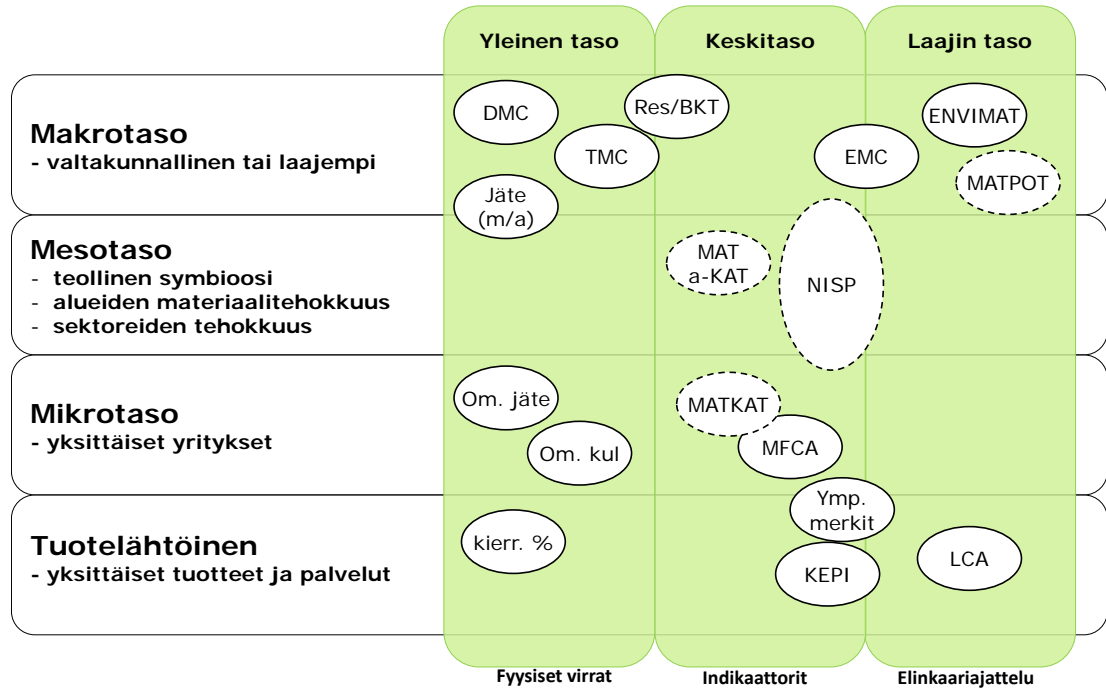 Yleinen taso
Keskitaso
Laajin taso
Makrotaso
- valtakunnallinen tai laajempi
DMC
Res/BKT
ENVIMAT
TMC
EMC
MATPOT
Jäte
(m/a)
Mesotaso
- teollinen symbioosi
- alueiden materiaalitehokkuus
- sektoreiden tehokkuus
MAT
a-KAT
NISP
Mikrotaso
- yksittäiset yritykset
Om. jäte
MATKAT
Om. kul
MFCA
Ymp.
merkit
Tuotelähtöinen
- yksittäiset tuotteet ja palvelut
kierr. %
KEPI
LCA
Fyysiset virrat
Indikaattorit
Elinkaariajattelu